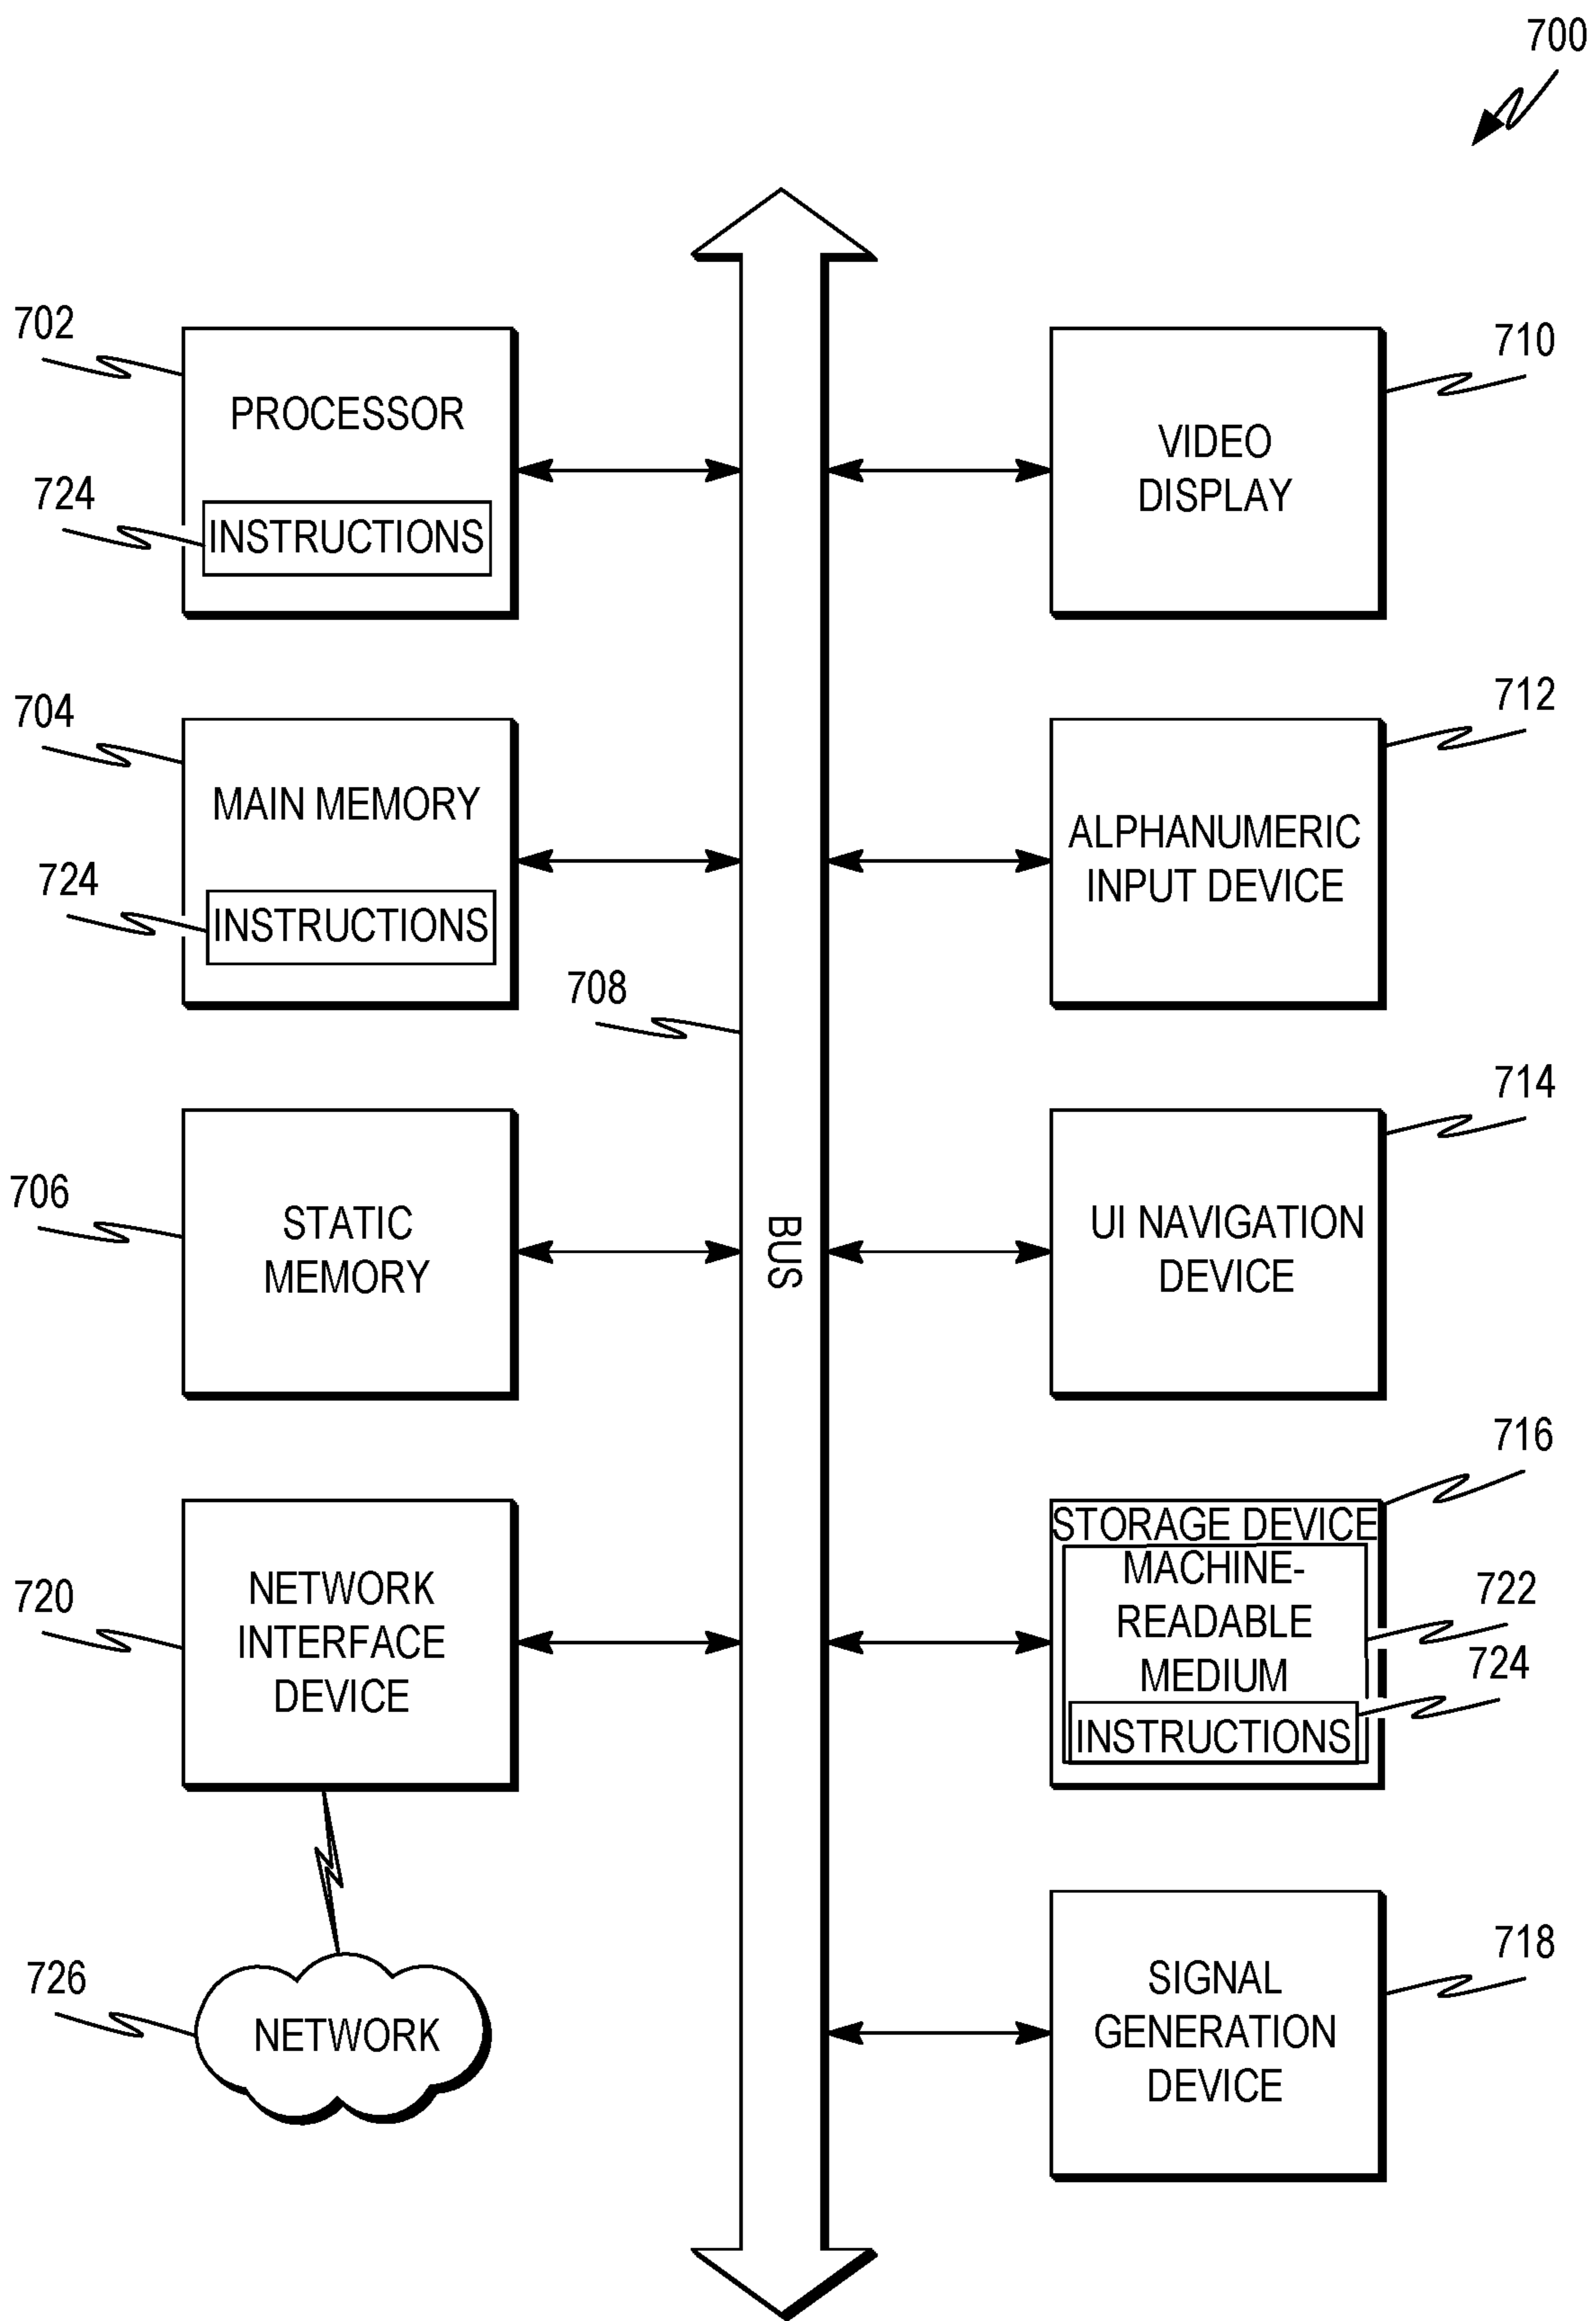 700
702
PROCESSOR
724
INSTRUCTIONS
704
MAIN MEMORY
724
INSTRUCTIONS
708
706
STATIC
MEMORY
720
NETWORK
INTERFACE
DEVICE
726
NETWORK
BUS
710
VIDEO
DISPLAY
712
ALPHANUMERIC
INPUT DEVICE
714
UI NAVIGATION
DEVICE
716
STORAGE DEVICE
MACHINE-
READABLE
MEDIUM
722
724
INSTRUCTIONS
718
SIGNAL
GENERATION
DEVICE